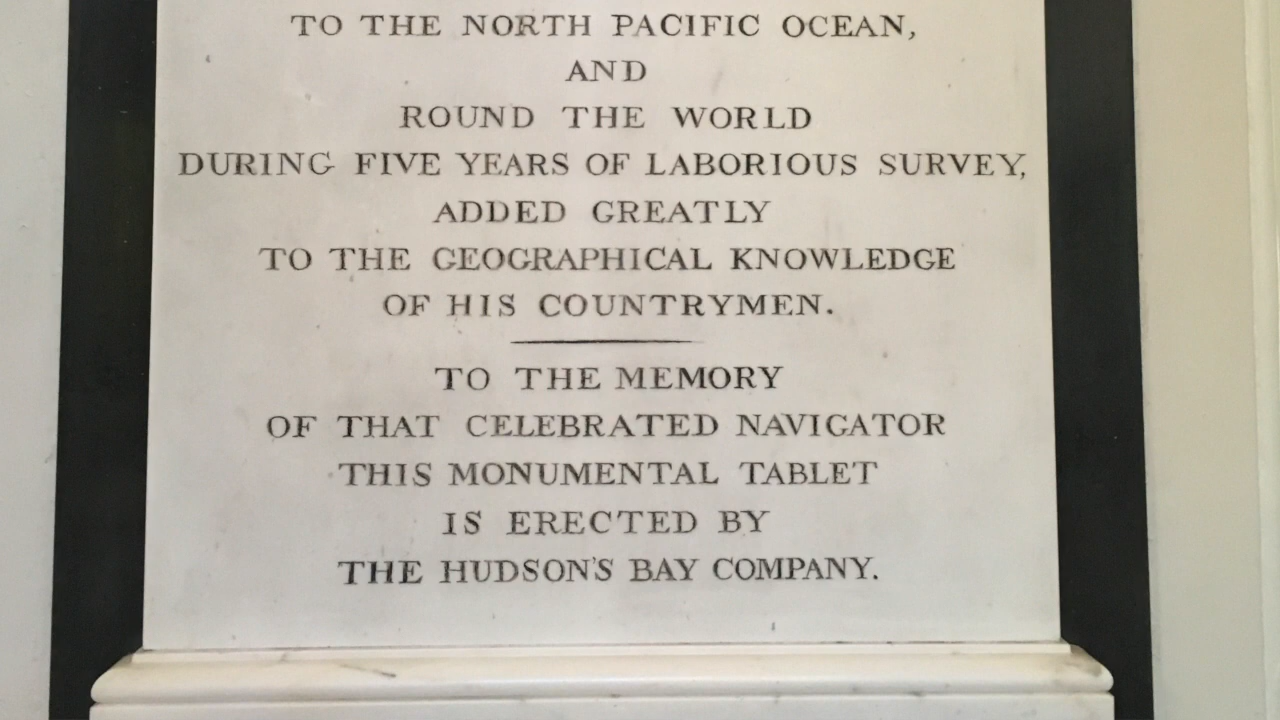 TO THE NORTH PACIFIC OCEAN,
AND
ROUND THE WORLD
DURING FIVE YEARS OF LABORIOUS SURVEY,
ADDED GREATLY
TO THE GEOGRAPHICAL KNOWLEDGE
OF HIS COUNTRYMEN.
TO THE MEMORY
OF THAT CELEBRATED NAVIGATOR
THIS MONUMENTAL TABLET
IS ERECTED BY
THE HUDSON'S BAY COMPANY.